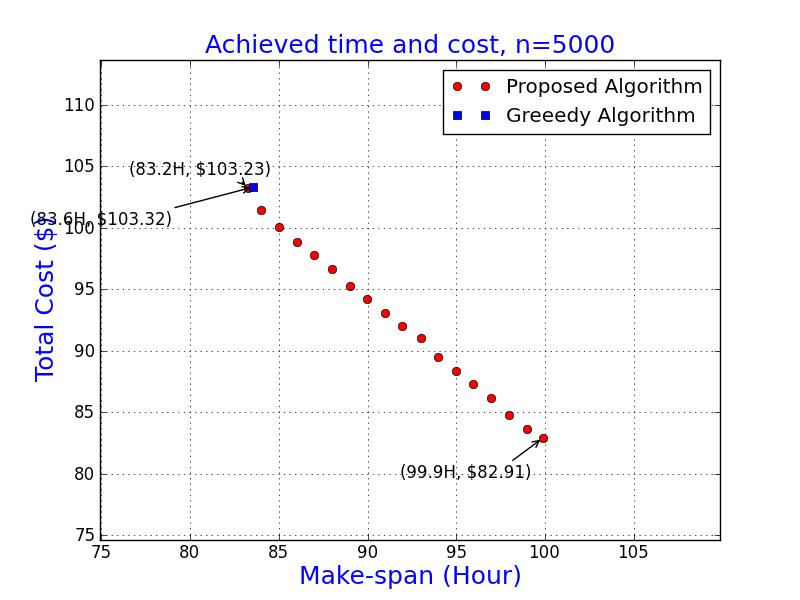 Achieved time and cost, n=5000
Proposed Algorithm
Greeedy Algorithm
110
105
100
95
90
85
80
75
(83.2H, $103.23)
(83.6H, $103.32)
(99.9H, $82.91)
Total Cost ($)
75 80 85 90 95 100 105
Make-span (Hour)